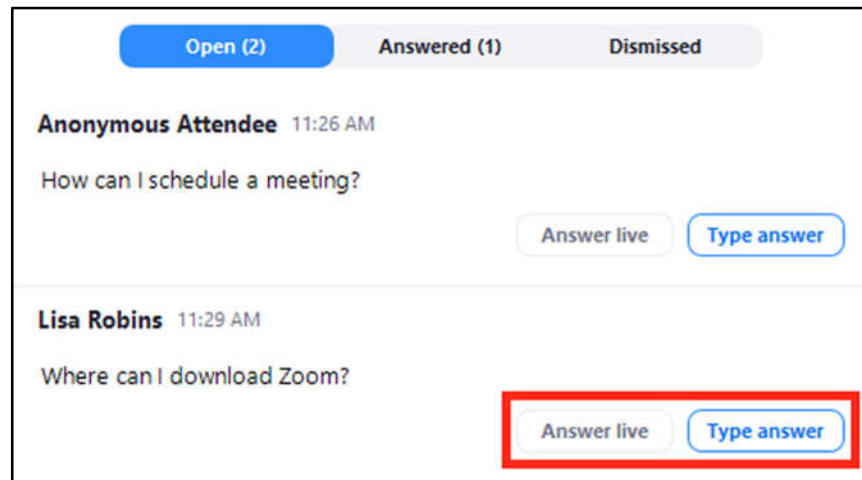 Open (2) Answered (1) Dismissed
Anonymous Attendee 11:26 AM
How can I schedule a meeting?
Answer live Type answer
Lisa Robins 11:29 AM
Where can I download Zoom?
Answer live Type answer